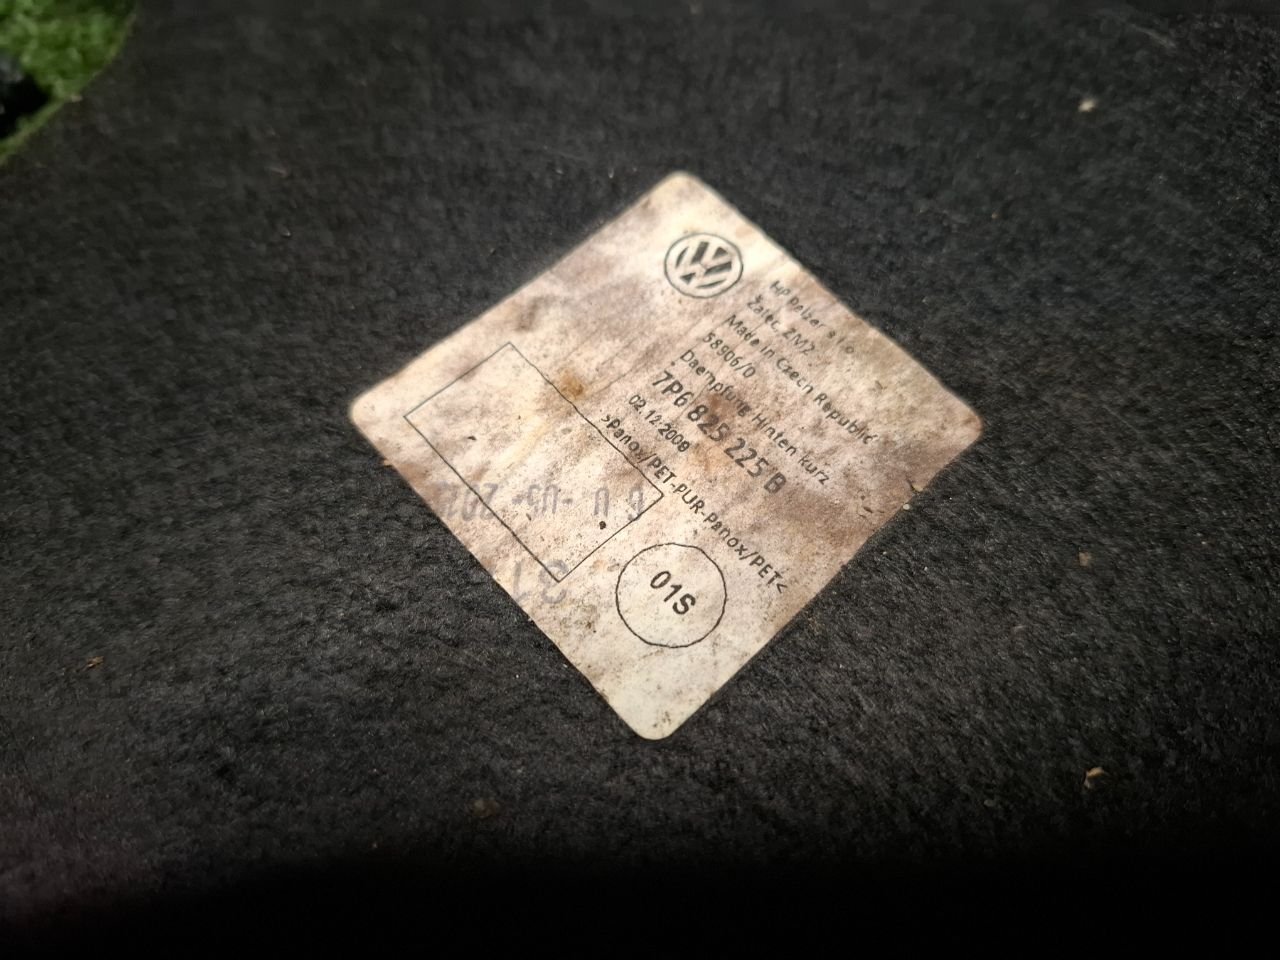 HP Pelzer s r o
Žatec, ZM2
Made in Czech Republic
58906/0
Daempfung Hinten kurz
7P6 825 225 B
02.12.2008
>Panox/PET-PUR-Panox/PET<
01S